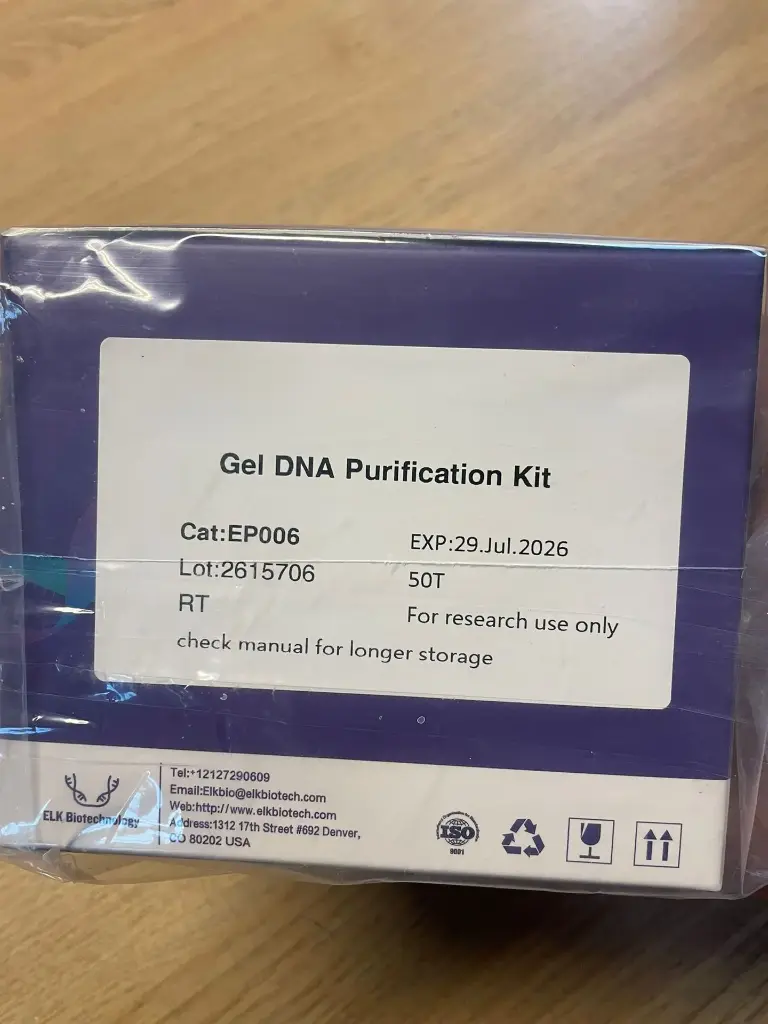 Gel DNA Purification Kit
Cat:EP006
EXP:29.Jul.2026
Lot:2615706
50T
RT
For research use only
check manual for longer storage
ELK Biotechnology
Tel:+12127290609
Email:Elkbio@elkbiotech.com
Web:http://www.elkbiotech.com
Address:1312 17th Street #692 Denver,
CO 80202 USA
ISO
9001